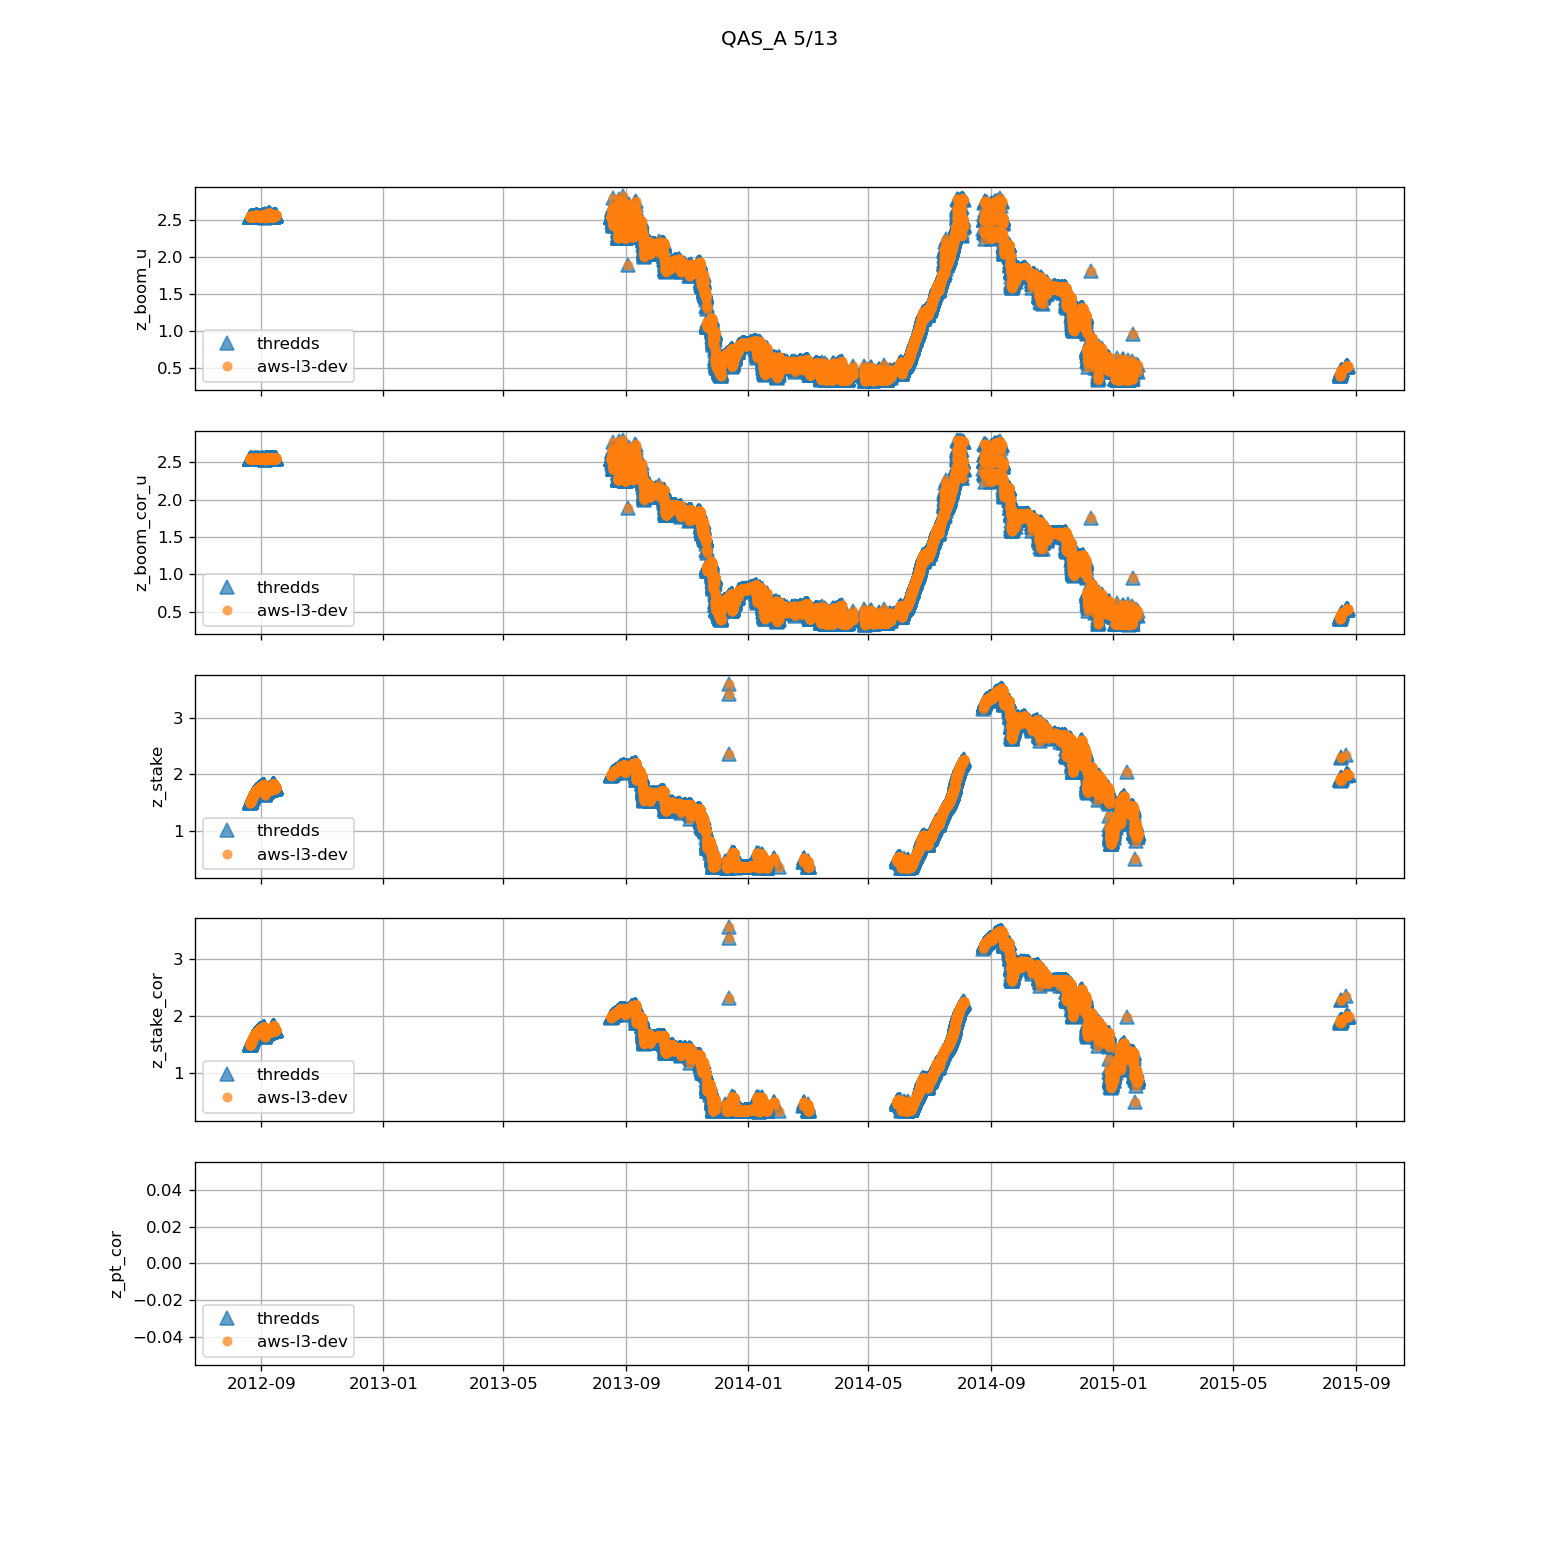 QAS_A 5/13
2.5
2.0
1.5
1.0
0.5
z_boom_u
thredds
aws-l3-dev
2.5
2.0
1.5
1.0
0.5
z_boom_cor_u
thredds
aws-l3-dev
3
2
1
z_stake
thredds
aws-l3-dev
3
2
1
z_stake_cor
thredds
aws-l3-dev
0.04
0.02
0.00
−0.02
−0.04
z_pt_cor
thredds
aws-l3-dev
2012-09 2013-01 2013-05 2013-09 2014-01 2014-05 2014-09 2015-01 2015-05 2015-09